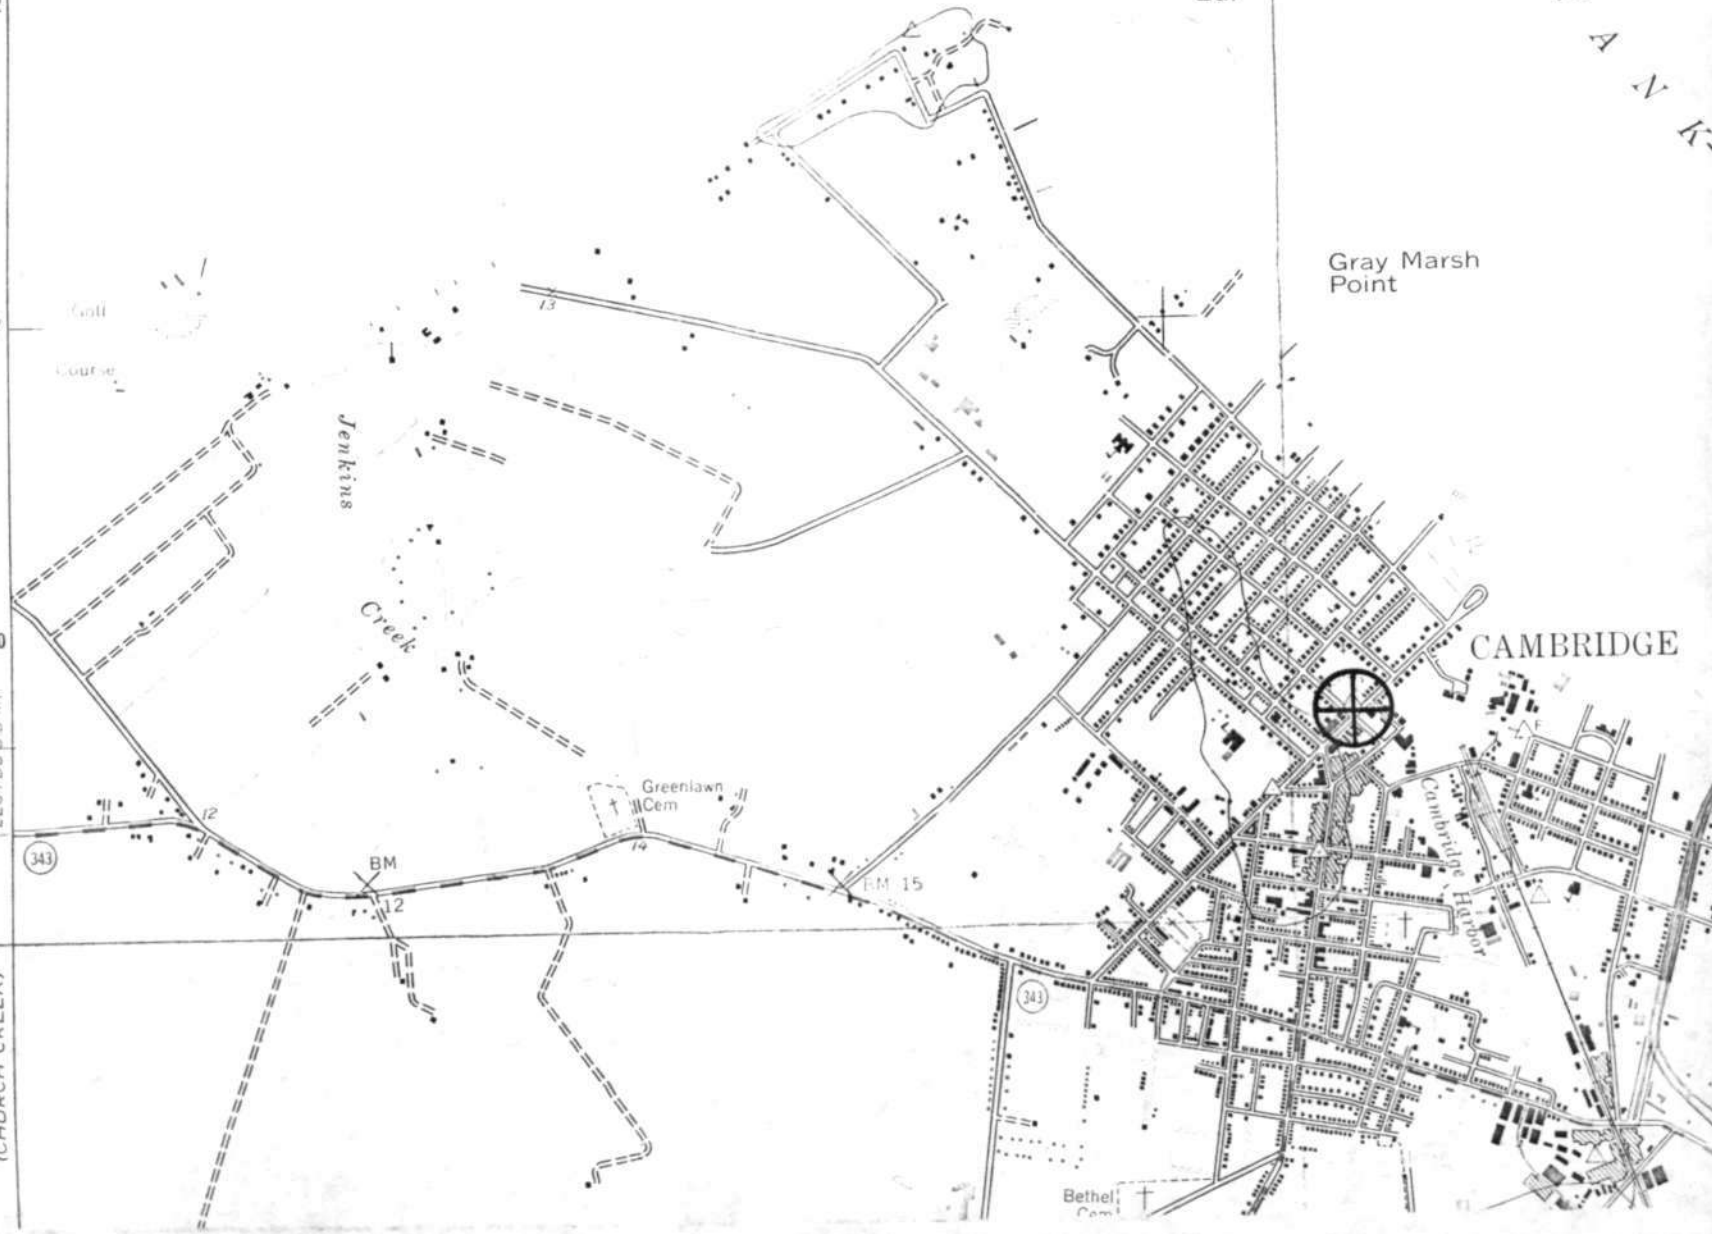 A N K
Gray Marsh
Point
Golf
Course
13
Jenkins
Creek
CAMBRIDGE
F
Greenlawn
Cem
Cambridge Harbor
12
14
343
BM
12
BM 15
E
343
Bethel
Cem